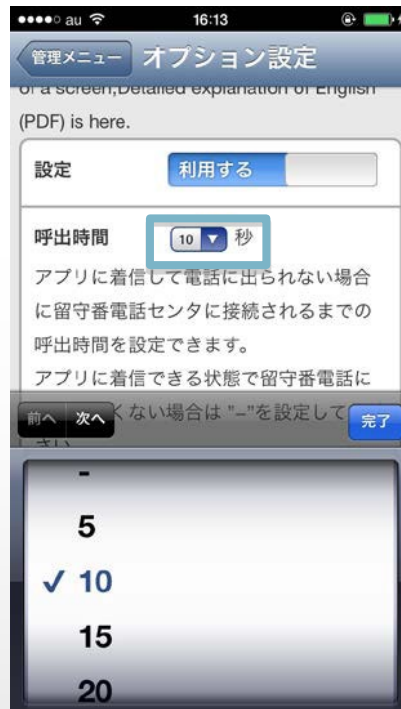 au 16:13
管理メニュー オプション設定
of a screen,Detailed explanation of English
(PDF) is here.
設定 利用する
呼出時間 10 秒
アプリに着信して電話に出られない場合
に留守番電話センタに接続されるまでの
呼出時間を設定できます。
アプリに着信できる状態で留守番電話に
前へ 次へ くない場合は "–"を設定して 完了
さい
-
5
✓ 10
15
20